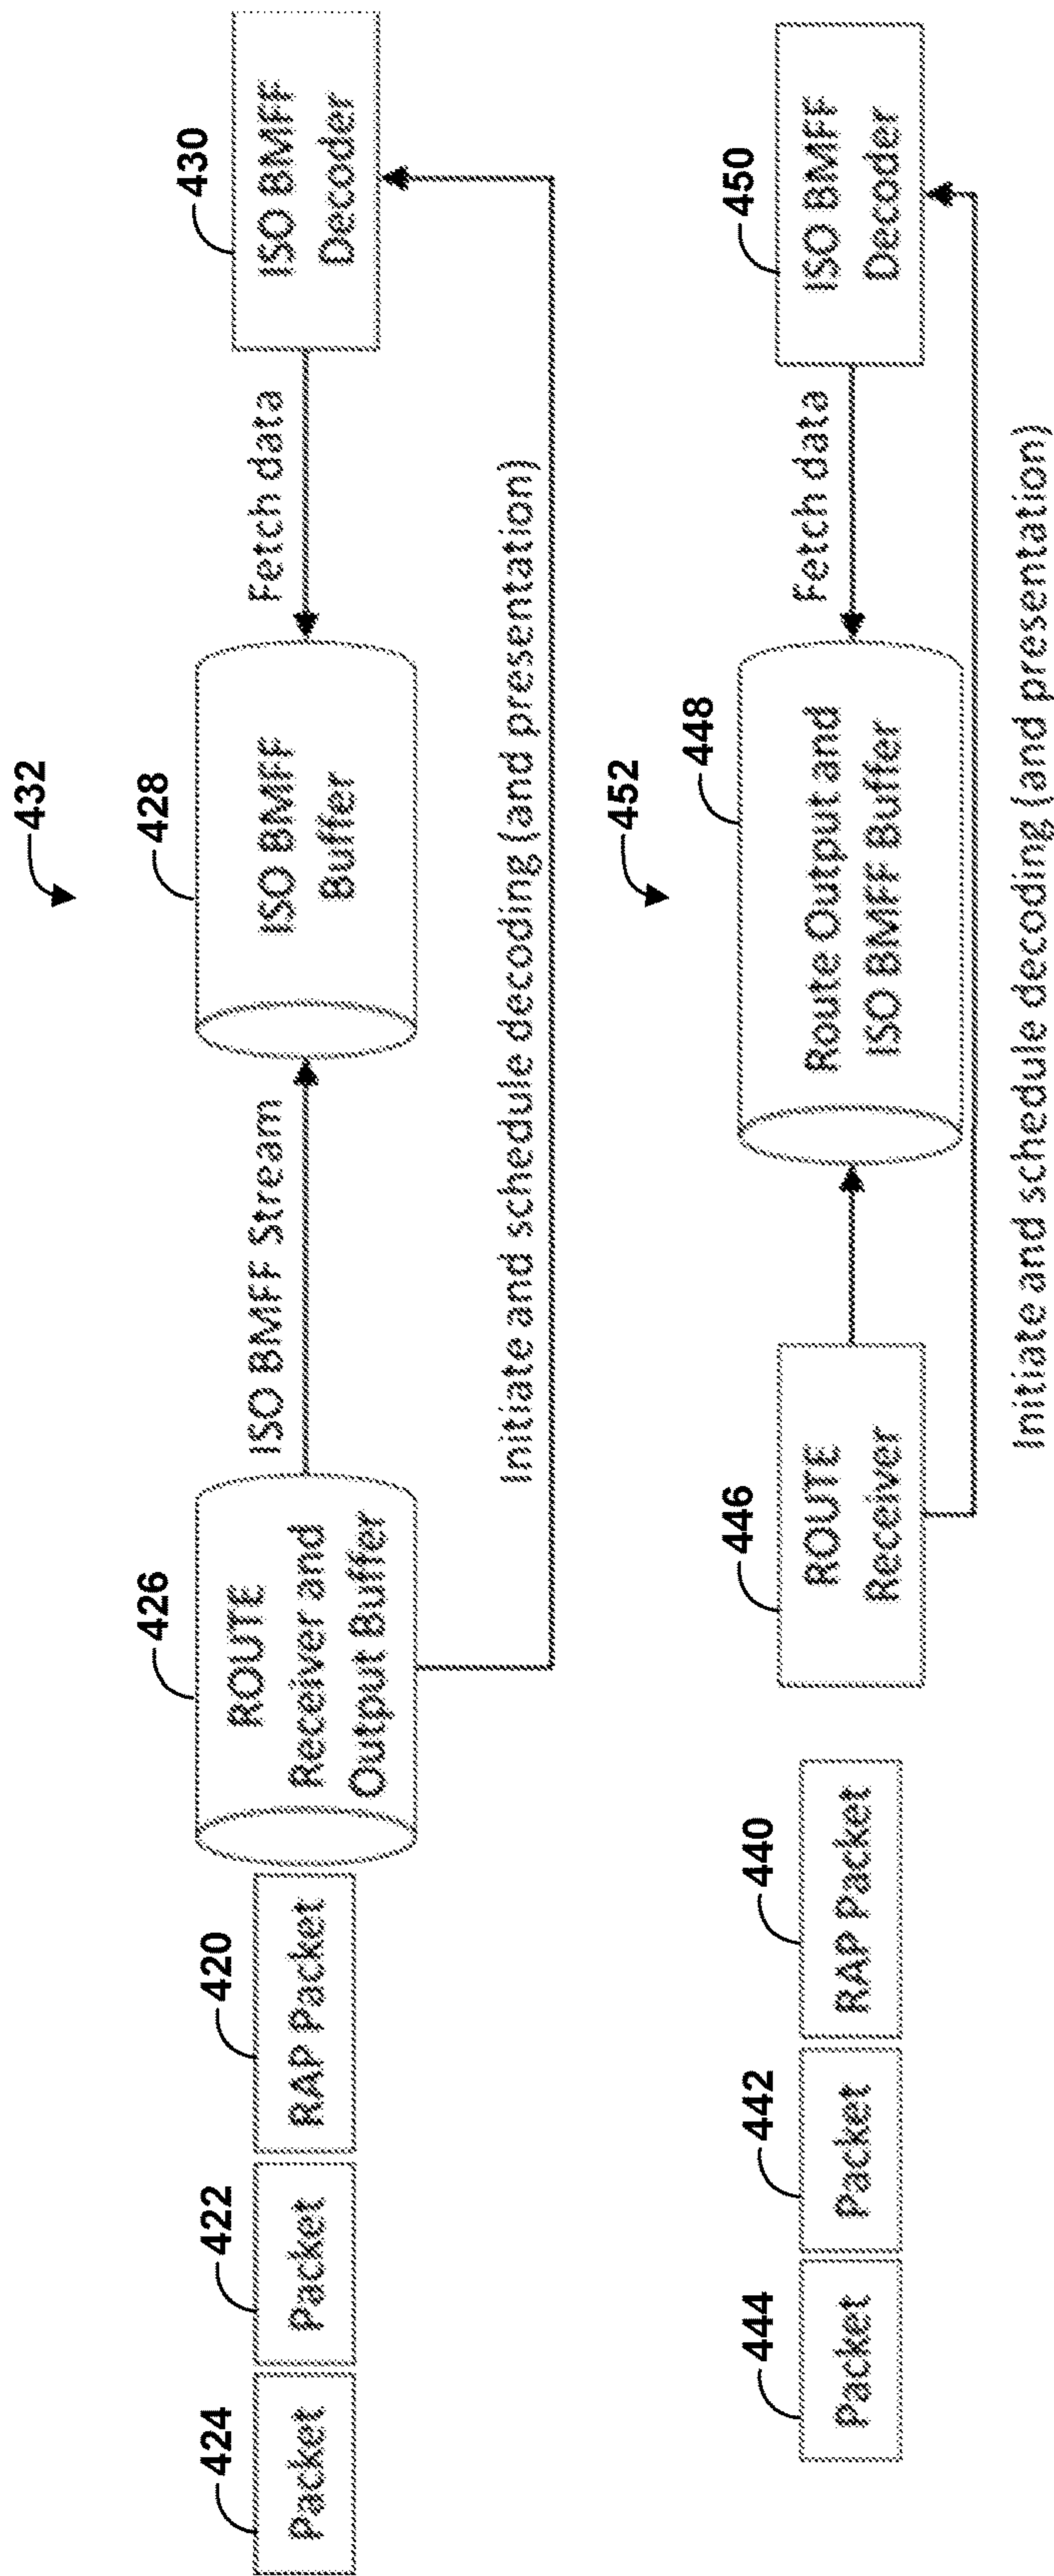 432
424
Packet
422
Packet
420
RAP Packet
426
ROUTE
Receiver and
Output Buffer
ISO BMFF Stream
428
ISO BMFF
Buffer
Fetch data
430
ISO BMFF
Decoder
Initiate and schedule decoding (and presentation)
452
444
Packet
442
Packet
440
RAP Packet
446
ROUTE
Receiver
448
Route Output and
ISO BMFF Buffer
Fetch data
450
ISO BMFF
Decoder
Initiate and schedule decoding (and presentation)